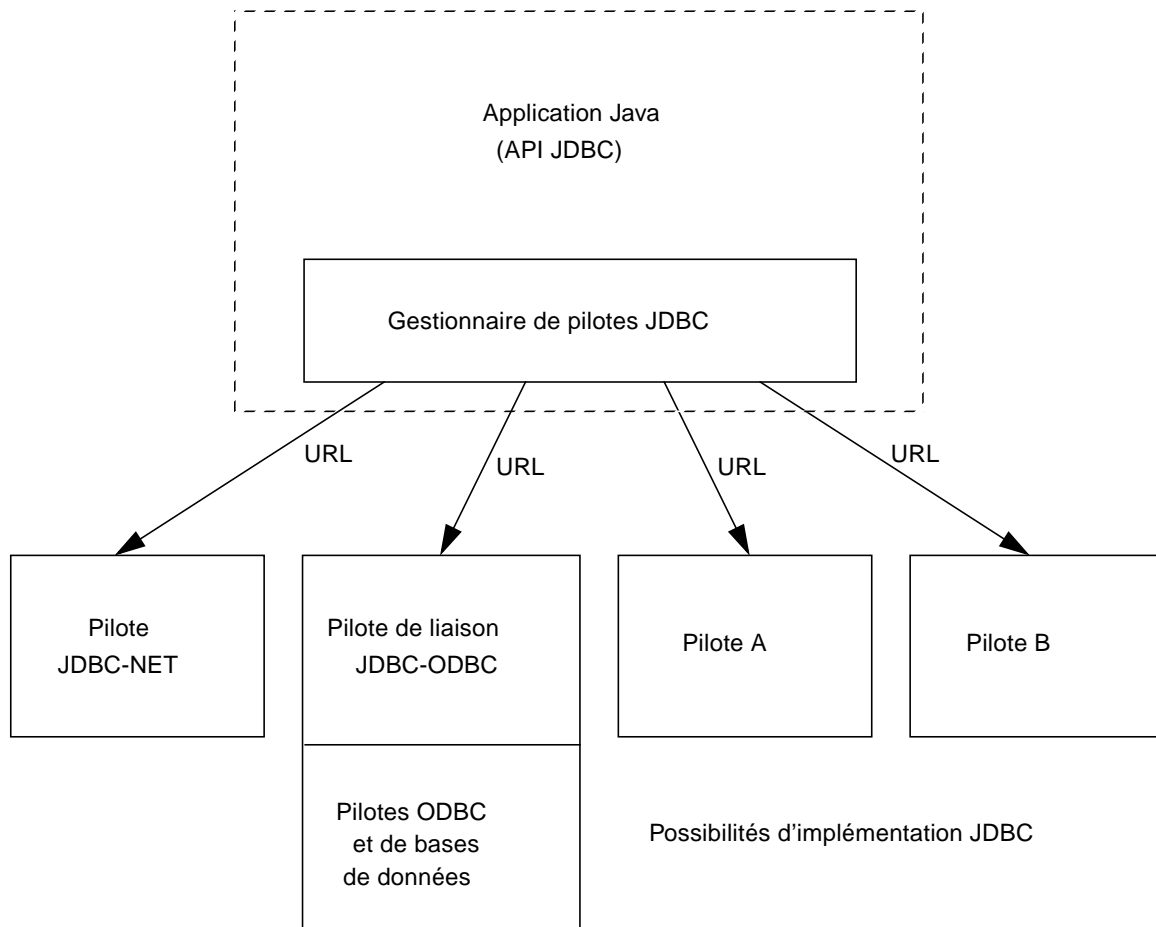 Application Java
(API JDBC)
Gestionnaire de pilotes JDBC
URL
URL
URL
URL
Pilote
JDBC-NET
Pilote de liaison
JDBC-ODBC
Pilote A
Pilote B
Pilotes ODBC
et de bases
de données
Possibilités d’implémentation JDBC